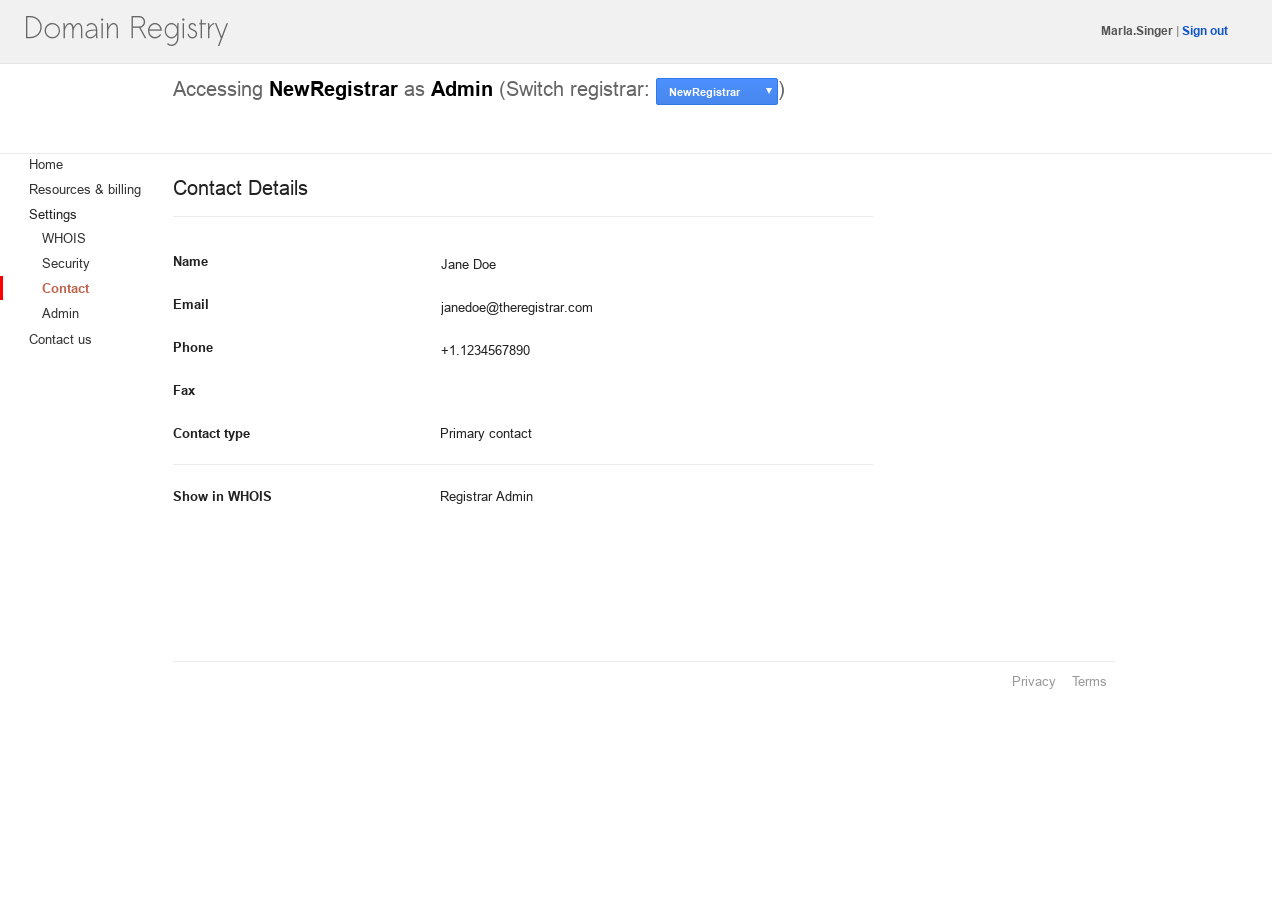 Domain Registry
Marla.Singer | Sign out
Accessing NewRegistrar as Admin (Switch registrar: NewRegistrar ▼)
Home
Resources & billing
Settings
WHOIS
Security
Contact
Admin
Contact us
Contact Details
Name Jane Doe
Email janedoe@theregistrar.com
Phone +1.1234567890
Fax
Contact type Primary contact
Show in WHOIS Registrar Admin
Privacy Terms